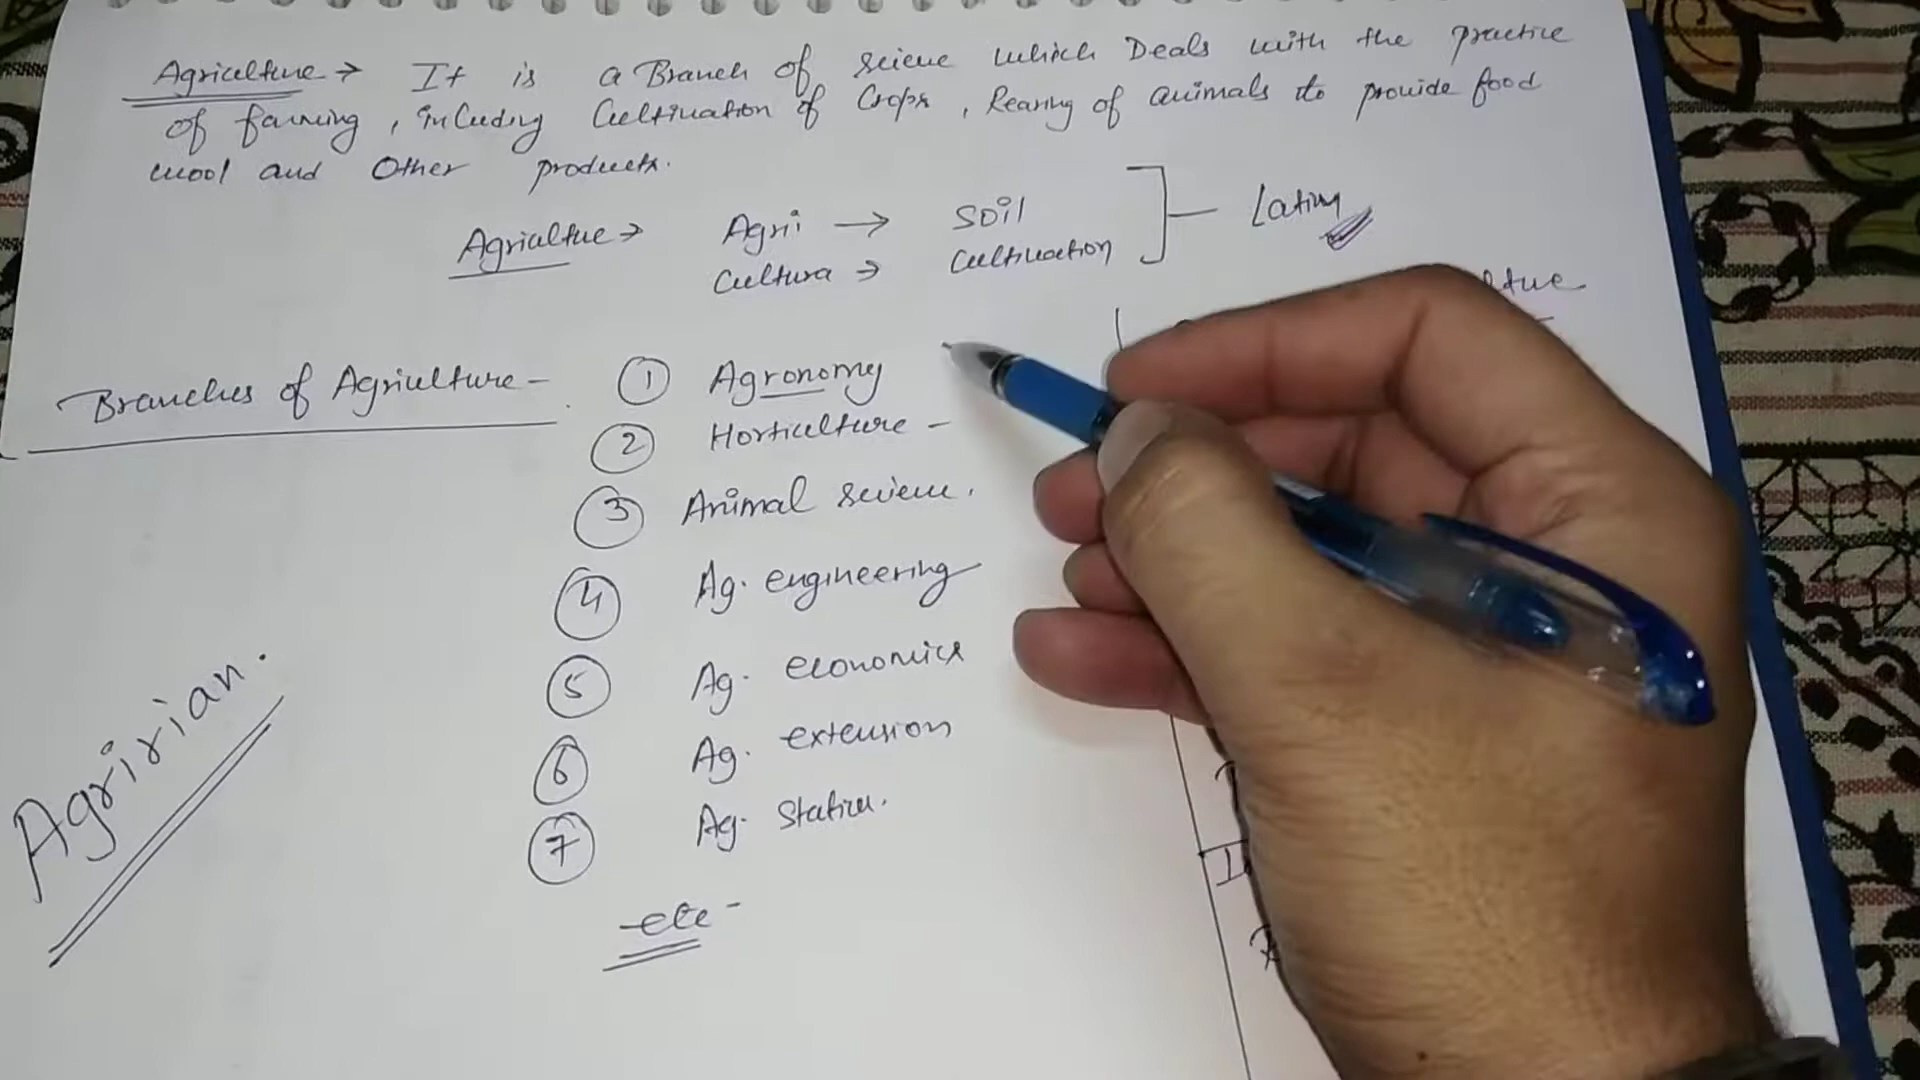 Agriculture → It is a Branch of science which Deals with the practice
of farming, including Cultivation of Crops, Rearing of animals to provide food
wool and Other products.
Agriculture → Agri → Soil
Cultura → Cultivation
Latin
Branches of Agriculture -
1 Agronomy
2 Horticulture -
3 Animal science.
4 Ag. engineering
5 Ag. economics
6 Ag. extension
7 Ag.
etc -
Agririan.